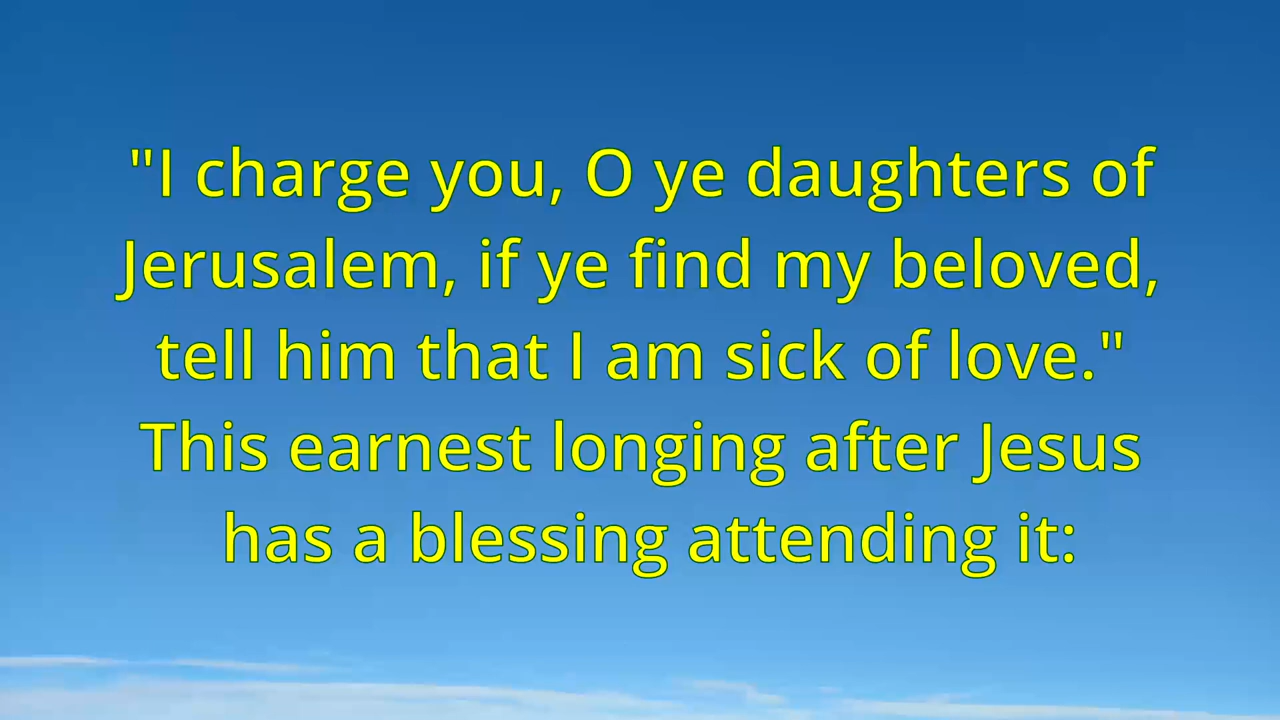 "I charge you, O ye daughters of
Jerusalem, if ye find my beloved,
tell him that I am sick of love."
This earnest longing after Jesus
has a blessing attending it: